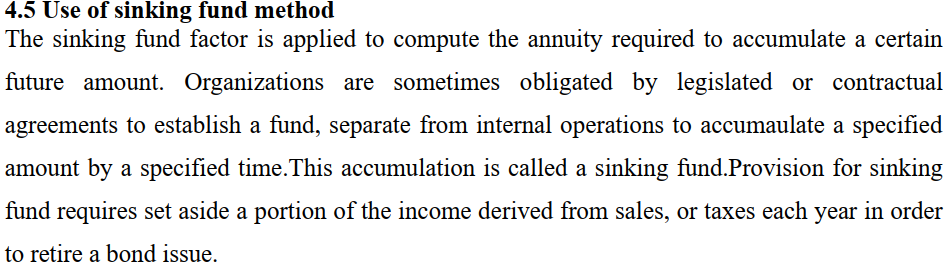 4.5 Use of sinking fund method
The sinking fund factor is applied to compute the annuity required to accumulate a certain
future amount. Organizations are sometimes obligated by legislated or contractual
agreements to establish a fund, separate from internal operations to accumaulate a specified
amount by a specified time.This accumulation is called a sinking fund.Provision for sinking
fund requires set aside a portion of the income derived from sales, or taxes each year in order
to retire a bond issue.